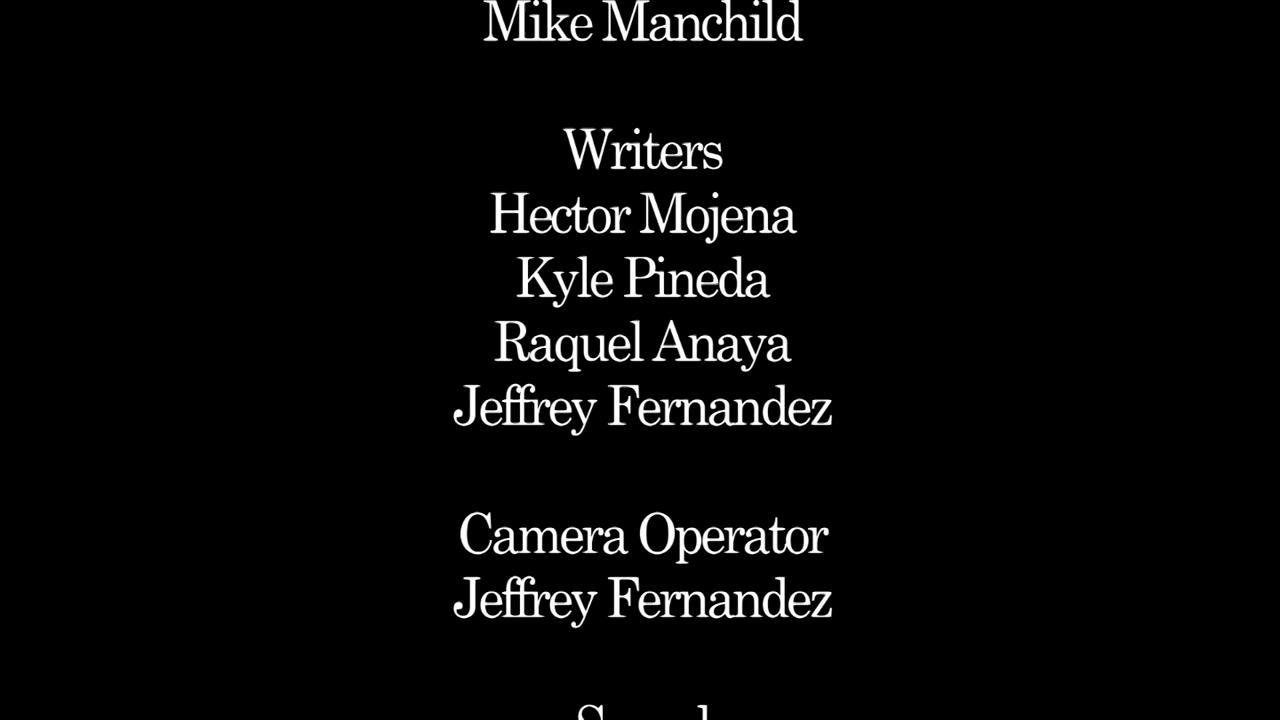 Mike Manchild
Writers
Hector Mojena
Kyle Pineda
Raquel Anaya
Jeffrey Fernandez
Camera Operator
Jeffrey Fernandez